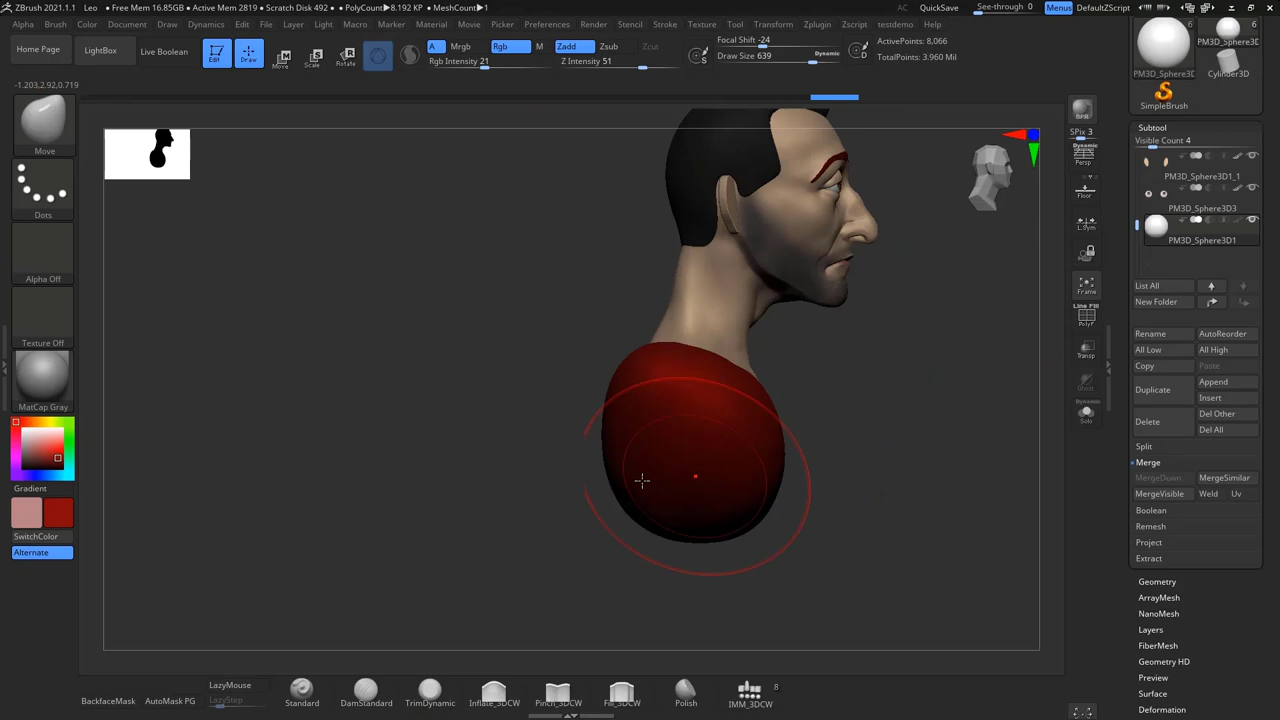 ZBrush 2021.1.1 Leo • Free Mem 16.85GB • Active Mem 2819 • Scratch Disk 492 • PolyCount▶8.192 KP • MeshCount▶1
AC QuickSave See-through 0 Menus DefaultZScript
Alpha Brush Color Document Draw Dynamics Edit File Layer Light Macro Marker Material Movie Picker Preferences Render Stencil Stroke Texture Tool Transform Zplugin Zscript testdemo Help
Home Page LightBox Live Boolean Edit Draw Move Scale Rotate
A Mrgb Rgb M Zadd Zsub Zcut
Rgb Intensity 21 Z Intensity 51
Focal Shift -24
Draw Size 639 Dynamic
S D
ActivePoints: 8,066
TotalPoints: 3.960 Mil
-1.203,2.92,0.719
Move
Dots
Alpha Off
Texture Off
MatCap Gray
Gradient
SwitchColor
Alternate
BPR
SPix 3
Dynamic
Persp
Floor
L.Sym
Frame
Line Fill
PolyF
Transp
Ghost
Dynamic
Solo
6 6
PM3D_Sphere3D PM3D_Sphere3D
Cylinder3D
SimpleBrush
Subtool
Visible Count 4
PM3D_Sphere3D1_1
PM3D_Sphere3D3
PM3D_Sphere3D1
List All
New Folder
Rename AutoReorder
All Low All High
Copy Paste
Duplicate Append
Insert
Delete Del Other
Del All
Split
Merge
MergeDown MergeSimilar
MergeVisible Weld Uv
Boolean
Remesh
Project
Extract
Geometry
ArrayMesh
NanoMesh
Layers
FiberMesh
Geometry HD
Preview
Surface
Deformation
BackfaceMask AutoMask PG
LazyMouse
LazyStep
Standard DamStandard TrimDynamic Inflate_3DCW Pinch_3DCW Fill_3DCW Polish IMM_3DCW
8